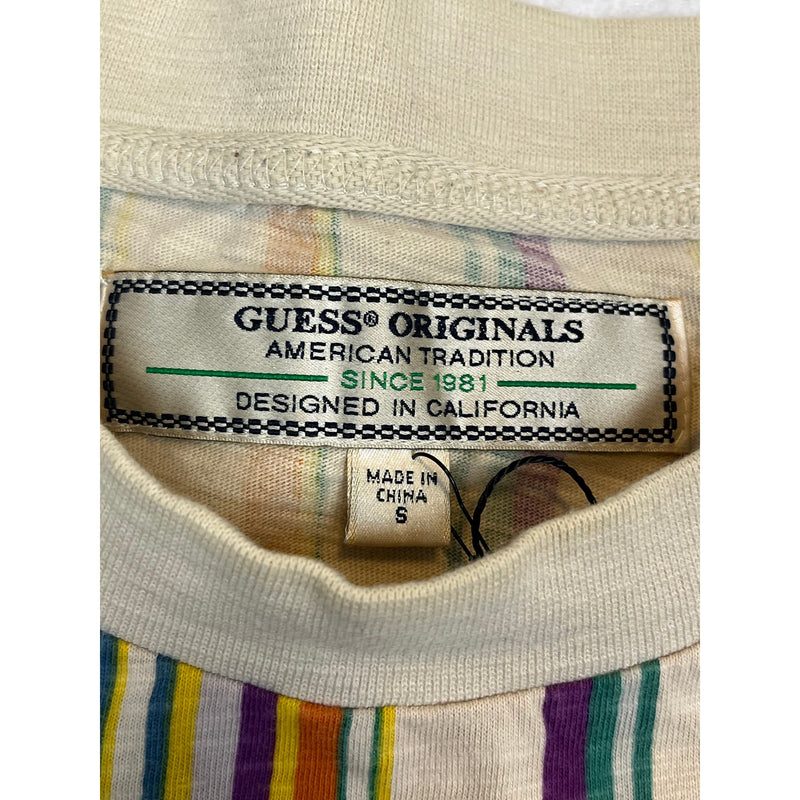 GUESS® ORIGINALS
AMERICAN TRADITION
SINCE 1981
DESIGNED IN CALIFORNIA
MADE IN
CHINA
S